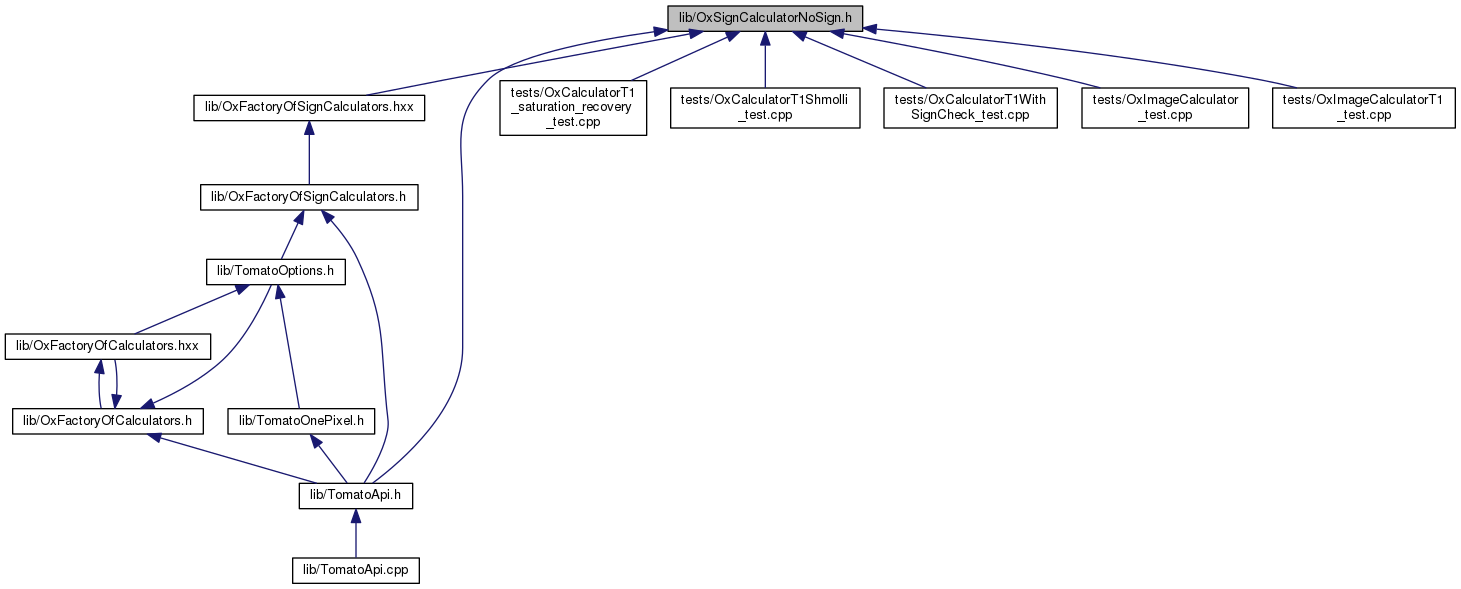 lib/OxSignCalculatorNoSign.h
lib/OxFactoryOfSignCalculators.hxx
tests/OxCalculatorT1
_saturation_recovery
_test.cpp
tests/OxCalculatorT1Shmolli
_test.cpp
tests/OxCalculatorT1With
SignCheck_test.cpp
tests/OxImageCalculator
_test.cpp
tests/OxImageCalculatorT1
_test.cpp
lib/OxFactoryOfSignCalculators.h
lib/TomatoOptions.h
lib/OxFactoryOfCalculators.hxx
lib/OxFactoryOfCalculators.h
lib/TomatoOnePixel.h
lib/TomatoApi.h
lib/TomatoApi.cpp